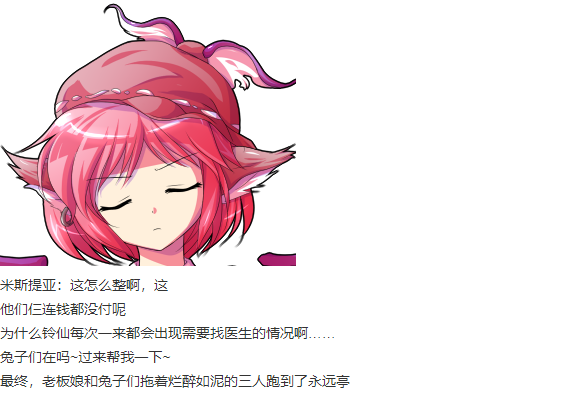 米斯提亚：这怎么整啊，这
他们仨连钱都没付呢
为什么铃仙每次一来都会出现需要找医生的情况啊……
兔子们在吗~过来帮我一下~
最终，老板娘和兔子们拖着烂醉如泥的三人跑到了永远亭